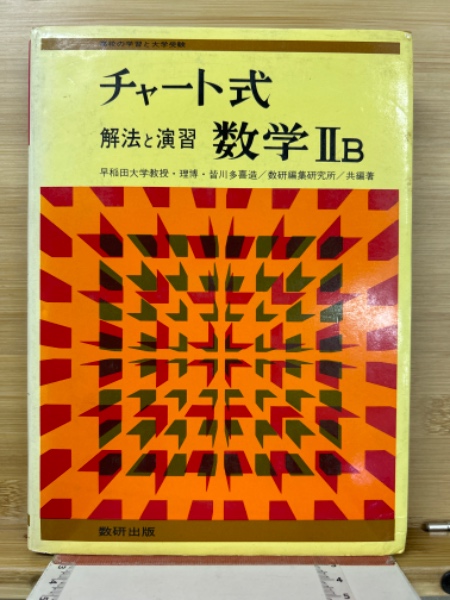 の学習と大学受験
チャート式
解法と演習 数学ⅡB
早稲田大学教授・理博・皆川多喜造／数研編集研究所／共編著
数研出版